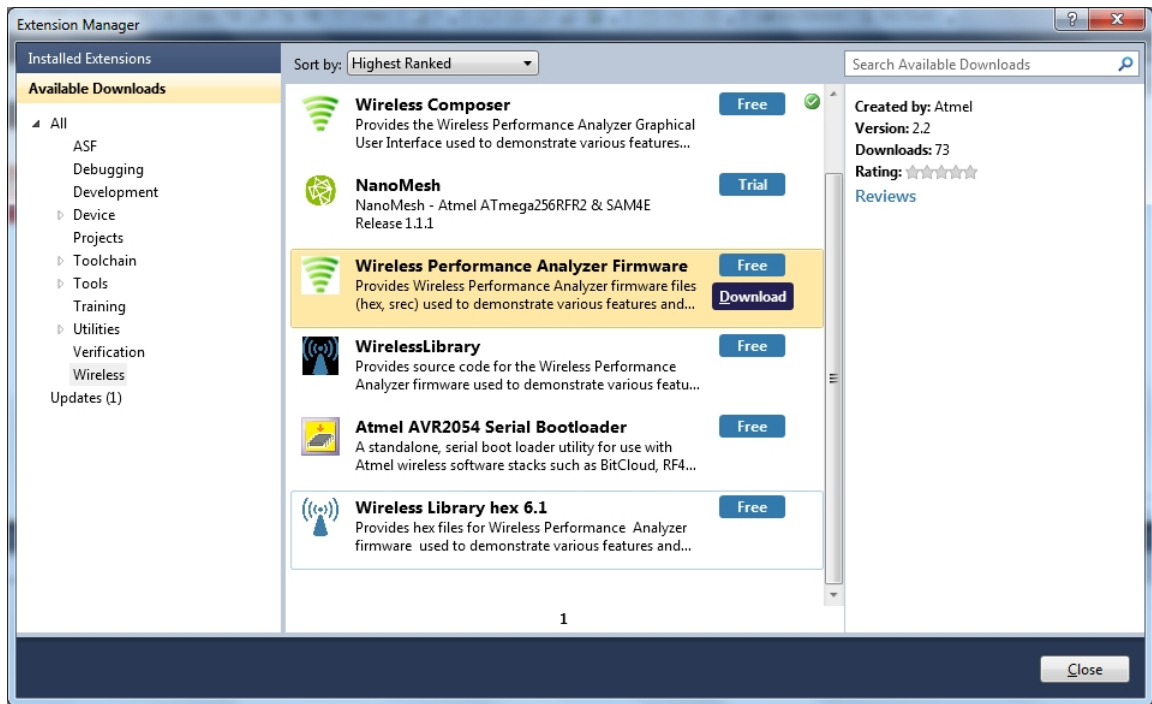 Extension Manager
Installed Extensions
Available Downloads
All
ASF
Debugging
Development
Device
Projects
Toolchain
Tools
Training
Utilities
Verification
Wireless
Updates (1)
Sort by: Highest Ranked
Wireless Composer
Free
Provides the Wireless Performance Analyzer Graphical
User Interface used to demonstrate various features...
NanoMesh
Trial
NanoMesh - Atmel ATmega256RFR2 & SAM4E
Release 1.1.1
Wireless Performance Analyzer Firmware
Free
Provides Wireless Performance Analyzer firmware files
(hex, srec) used to demonstrate various features and...
Download
WirelessLibrary
Free
Provides source code for the Wireless Performance
Analyzer firmware used to demonstrate various featu...
Atmel AVR2054 Serial Bootloader
Free
A standalone, serial boot loader utility for use with
Atmel wireless software stacks such as BitCloud, RF4...
Wireless Library hex 6.1
Free
Provides hex files for Wireless Performance Analyzer
firmware used to demonstrate various features and...
1
Search Available Downloads
Created by: Atmel
Version: 2.2
Downloads: 73
Rating:
Reviews
Close